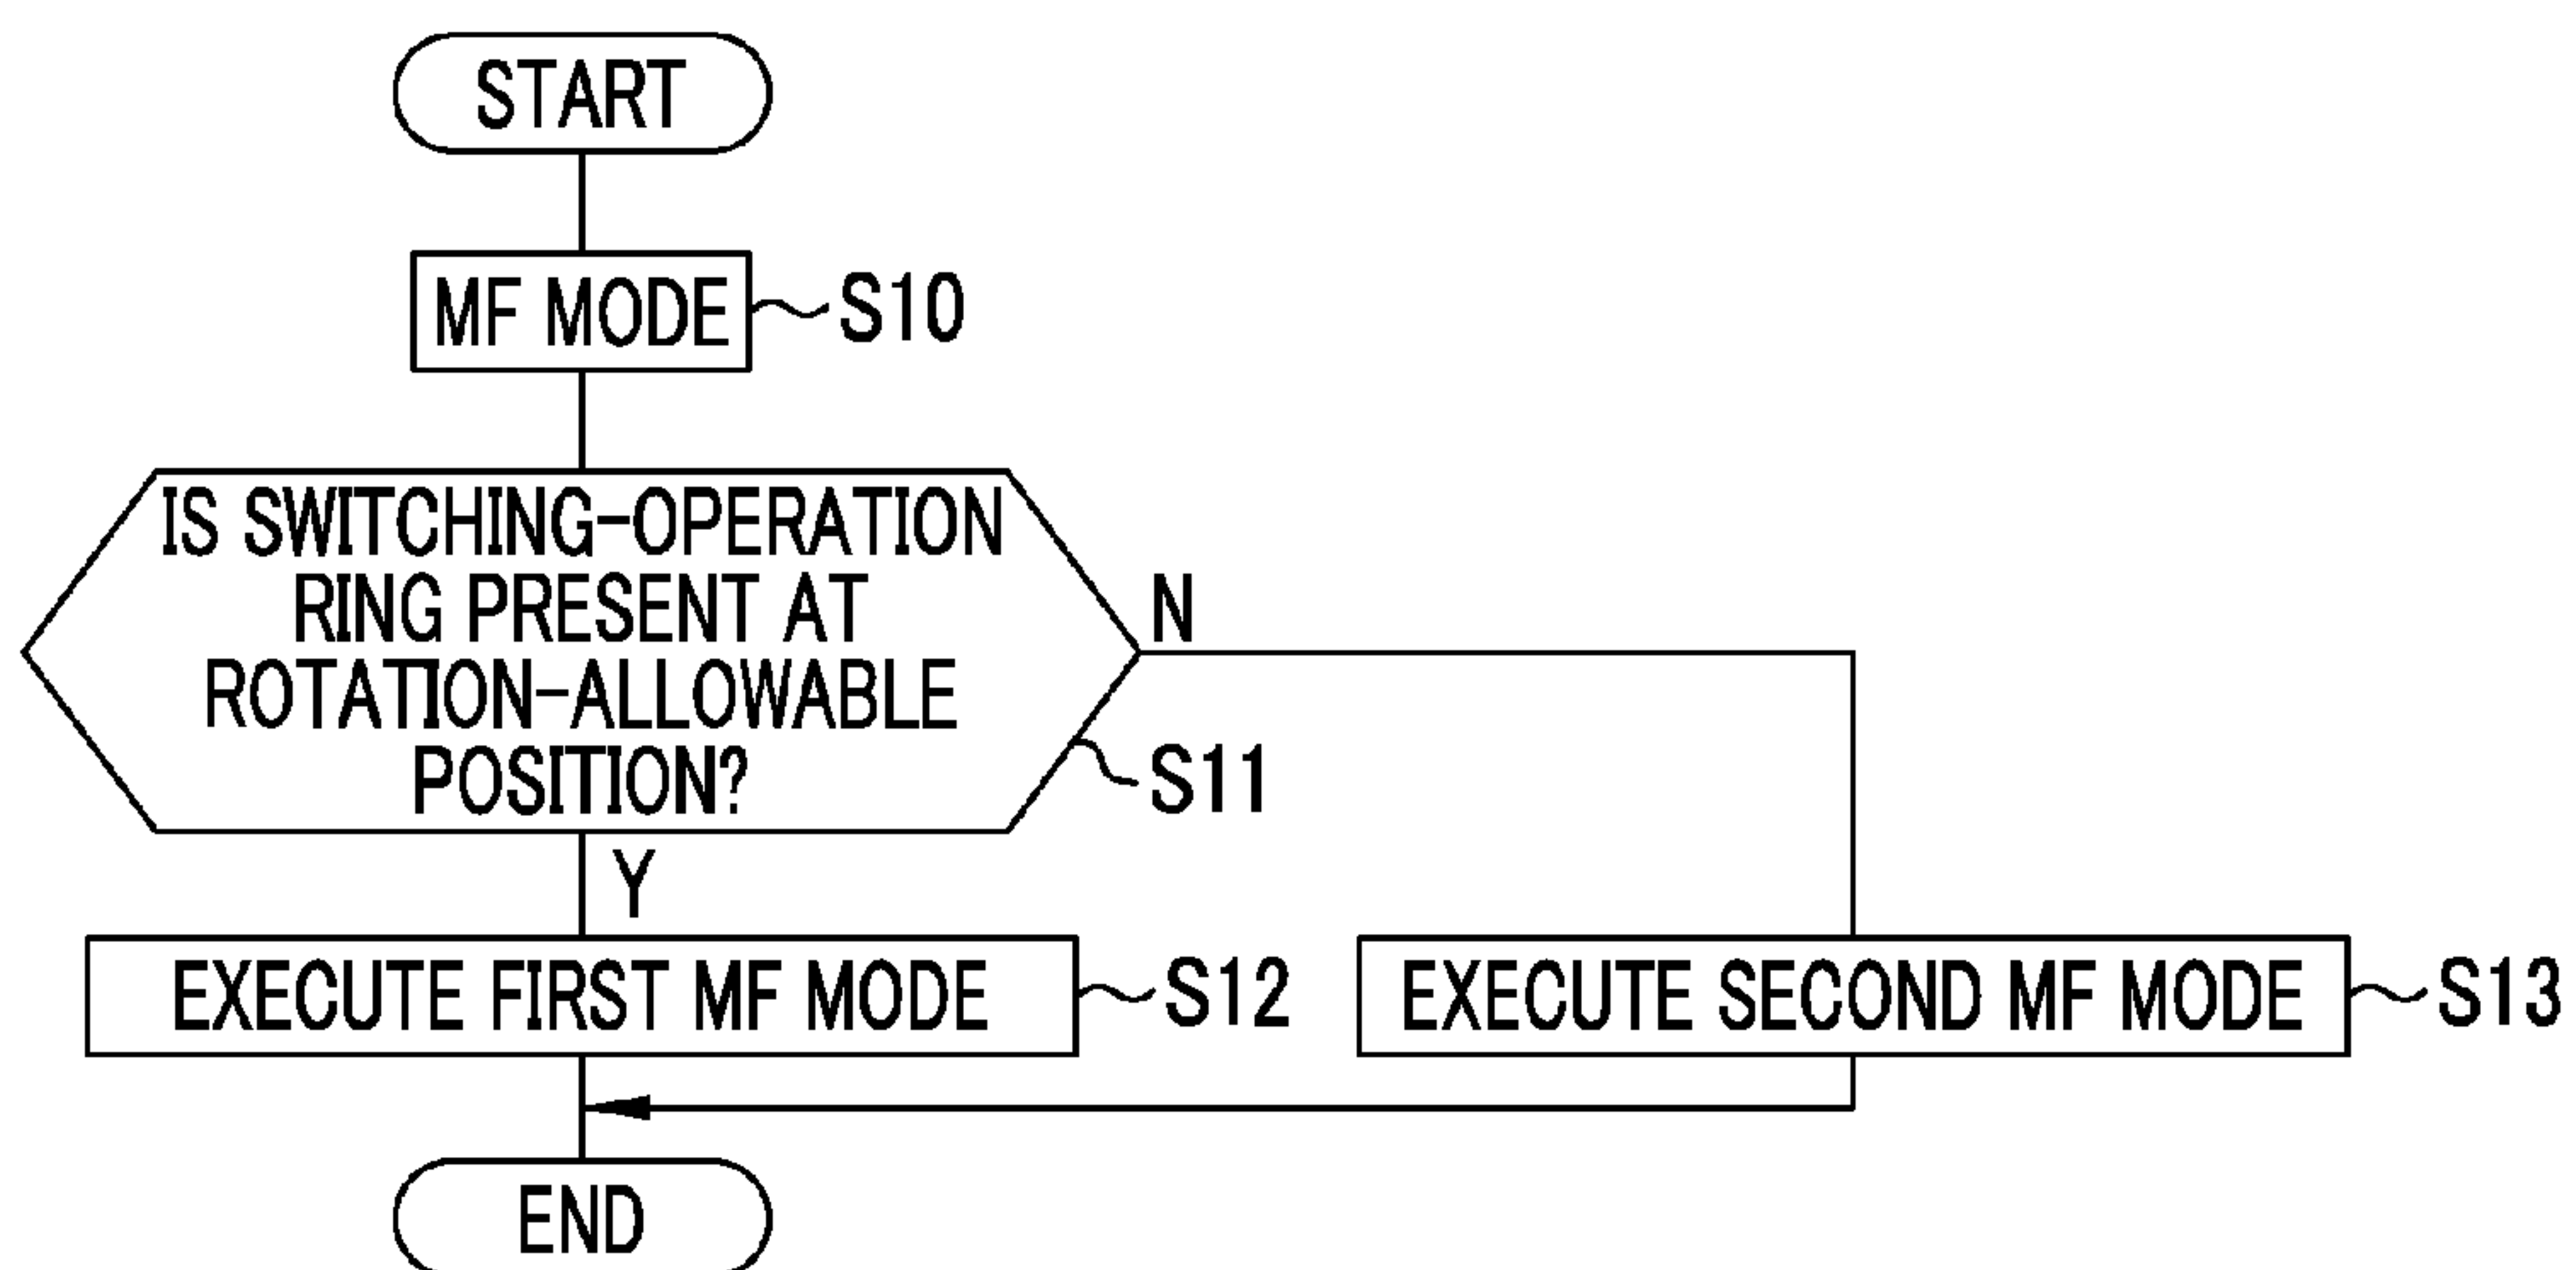 START
MF MODE
S10
IS SWITCHING-OPERATION
RING PRESENT AT
ROTATION-ALLOWABLE
POSITION?
N
S11
Y
EXECUTE FIRST MF MODE
S12
EXECUTE SECOND MF MODE
S13
END